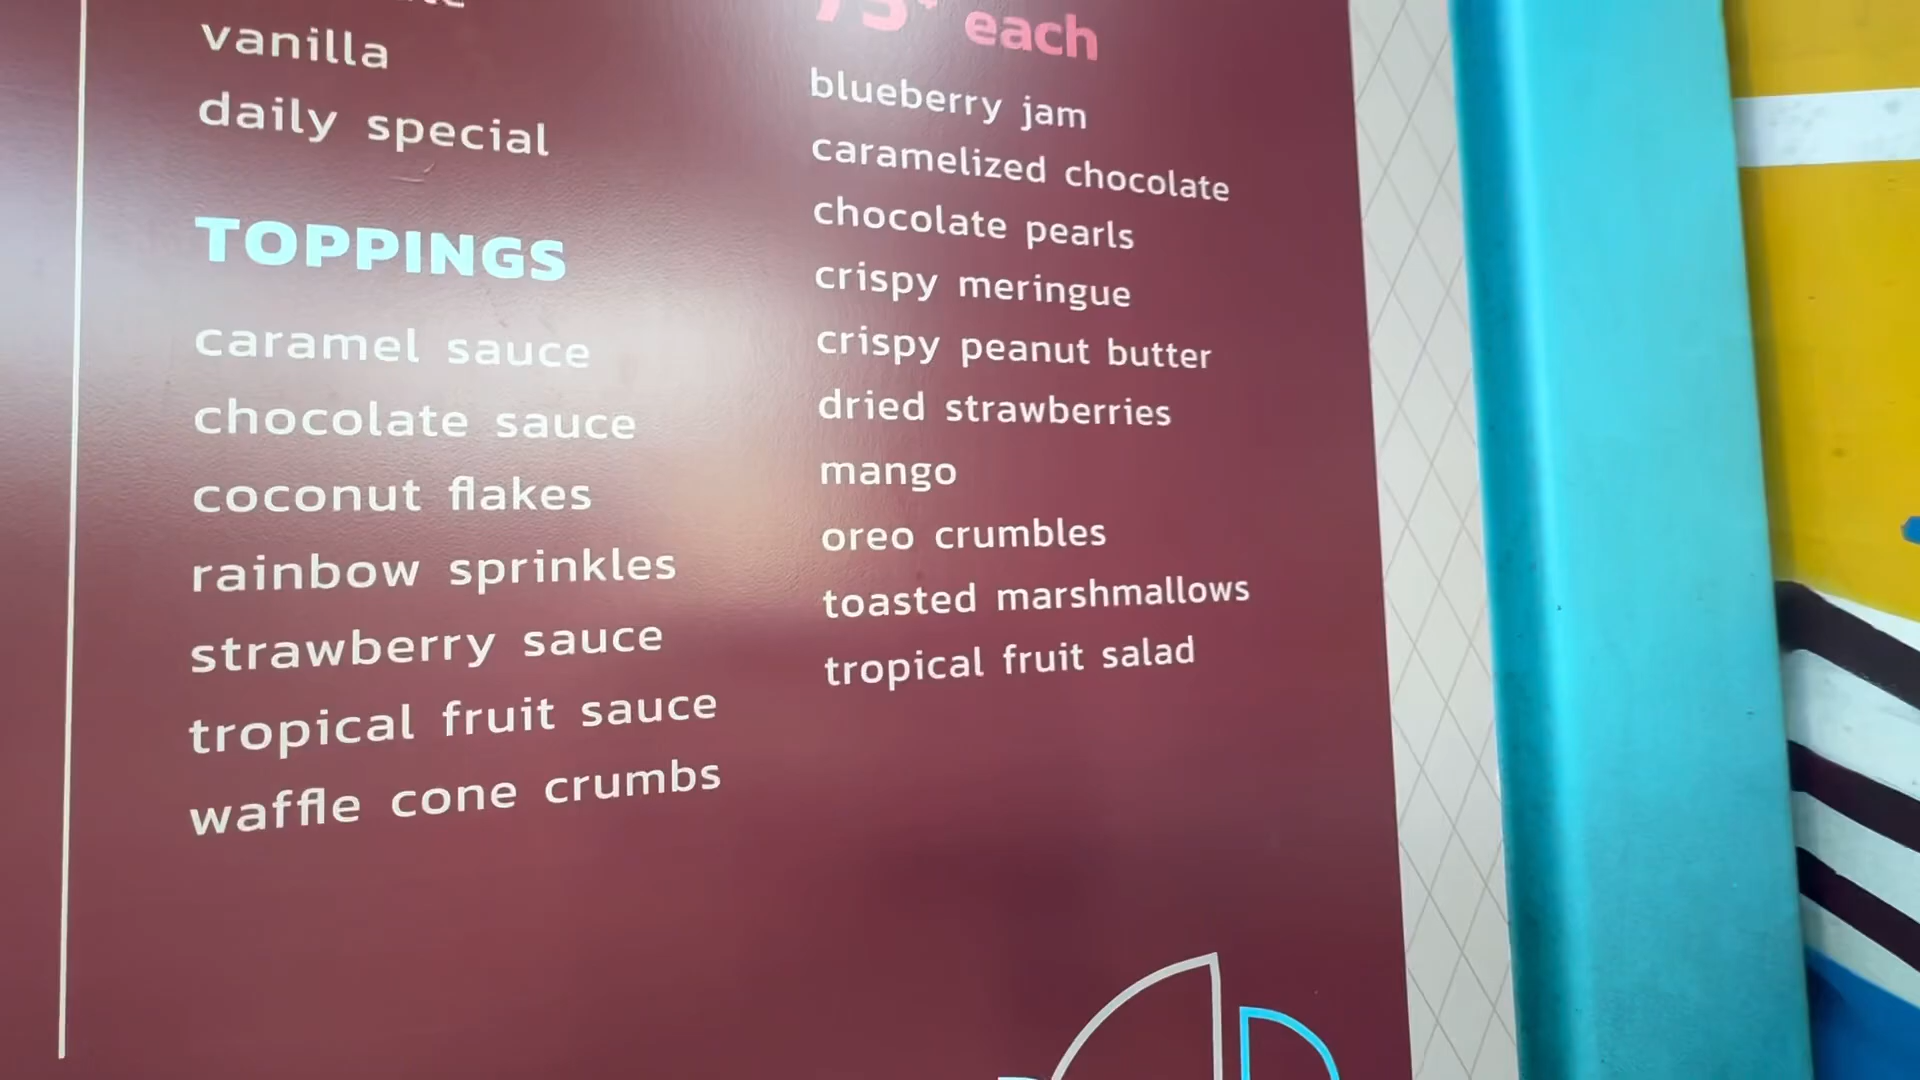 vanilla
daily special
TOPPINGS
caramel sauce
chocolate sauce
coconut flakes
rainbow sprinkles
strawberry sauce
tropical fruit sauce
waffle cone crumbs
each
blueberry jam
caramelized chocolate
chocolate pearls
crispy meringue
crispy peanut butter
dried strawberries
mango
oreo crumbles
toasted marshmallows
tropical fruit salad